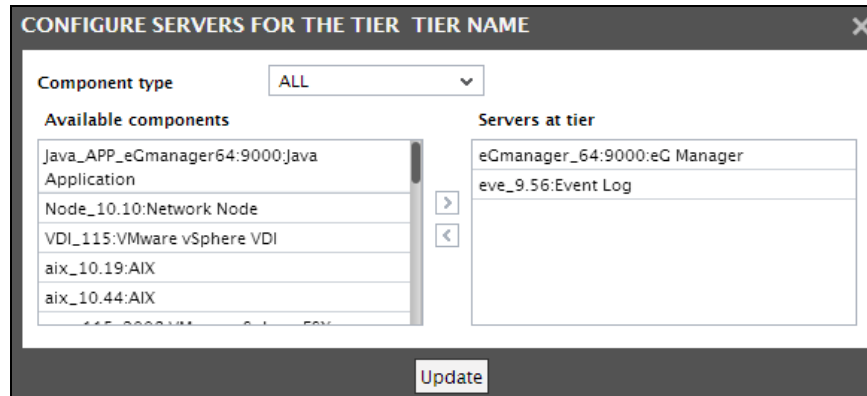 CONFIGURE SERVERS FOR THE TIER TIER NAME
Component type
ALL
Available components
Java_APP_eGmanager64:9000:Java
Application
Node_10.10:Network Node
VDI_115:VMware vSphere VDI
aix_10.19:AIX
aix_10.44:AIX
Servers at tier
eGmanager_64:9000:eG Manager
eve_9.56:Event Log
Update